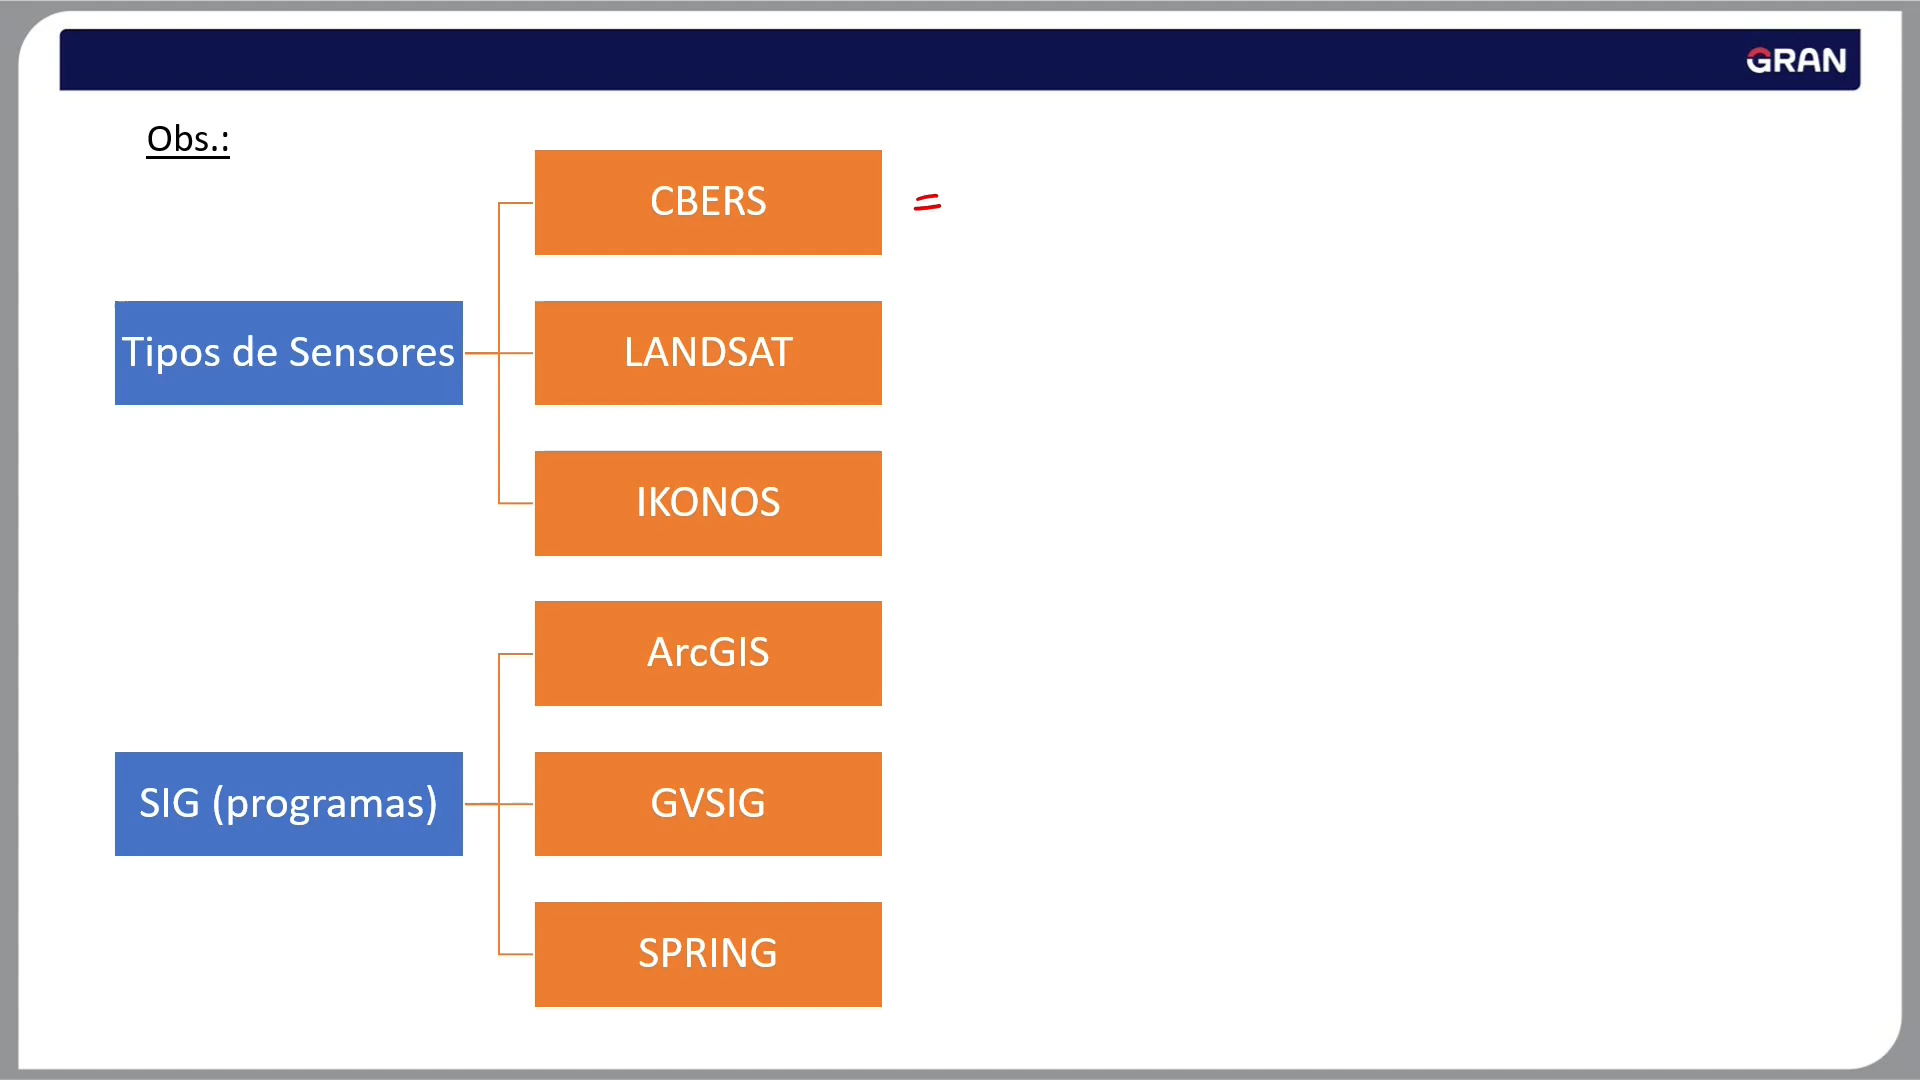 GRAN
Obs.:
CBERS =
Tipos de Sensores
LANDSAT
IKONOS
ArcGIS
SIG (programas)
GVSIG
SPRING